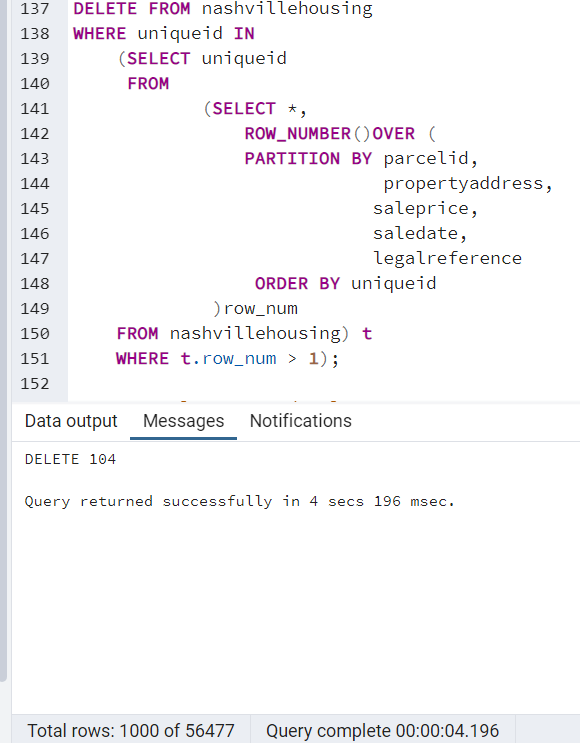 137 DELETE FROM nashvillehousing
138 WHERE uniqueid IN
139 (SELECT uniqueid
140 FROM
141 (SELECT *,
142 ROW_NUMBER()OVER (
143 PARTITION BY parcelid,
144 propertyaddress,
145 saleprice,
146 saledate,
147 legalreference
148 ORDER BY uniqueid
149 )row_num
150 FROM nashvillehousing) t
151 WHERE t.row_num > 1);
152
Data output Messages Notifications
DELETE 104
Query returned successfully in 4 secs 196 msec.
Total rows: 1000 of 56477 Query complete 00:00:04.196